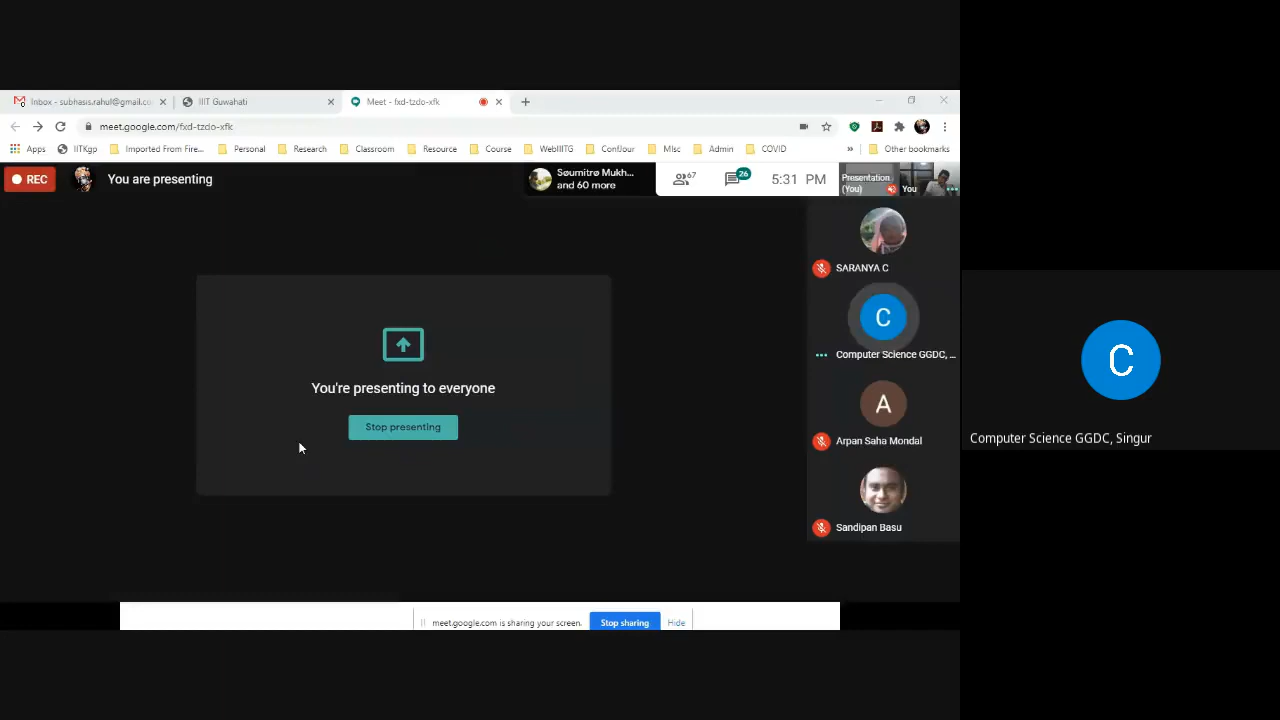 Inbox - subhasis.rahul@gmail.co
IIIT Guwahati
Meet - fxd-tzdo-xfk
meet.google.com/fxd-tzdo-xfk
Apps
IITKgp
Imported From Fire...
Personal
Research
Classroom
Resource
Course
WebIIITG
ConfJour
Misc
Admin
COVID
»
Other bookmarks
REC
You are presenting
Søumitrø Mukh...
and 60 more
67
26
5:31 PM
Presentation
(You)
You
SARANYA C
C
Computer Science GGDC, ...
You're presenting to everyone
Stop presenting
A
Arpan Saha Mondal
Sandipan Basu
meet.google.com is sharing your screen.
Stop sharing
Hide
C
Computer Science GGDC, Singur